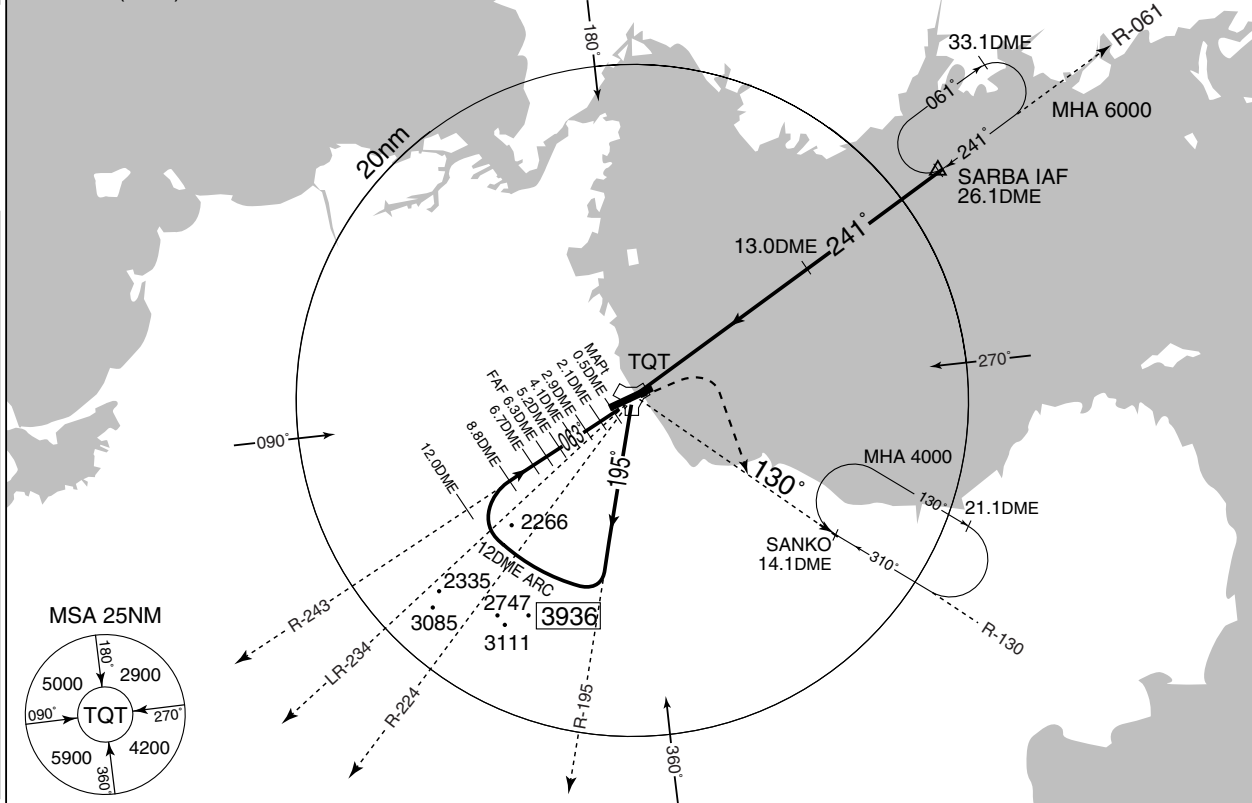 180°
33.1DME
R-061
061°
MHA 6000
241°
20nm
SARBA IAF
26.1DME
241°
13.0DME
TQT
270°
MAPt
0.5DME
2.1DME
2.9DME
4.1DME
5.2DME
FAF 6.3DME
6.7DME
8.8DME
12.0DME
063°
090°
195°
130°
MHA 4000
130°
21.1DME
2266
SANKO
14.1DME
310°
12DME ARC
2335
3085
2747
3936
3111
R-243
LR-234
R-224
R-195
R-130
360°
MSA 25NM
180°
2900
5000
090°
TQT
270°
5900
4200
360°